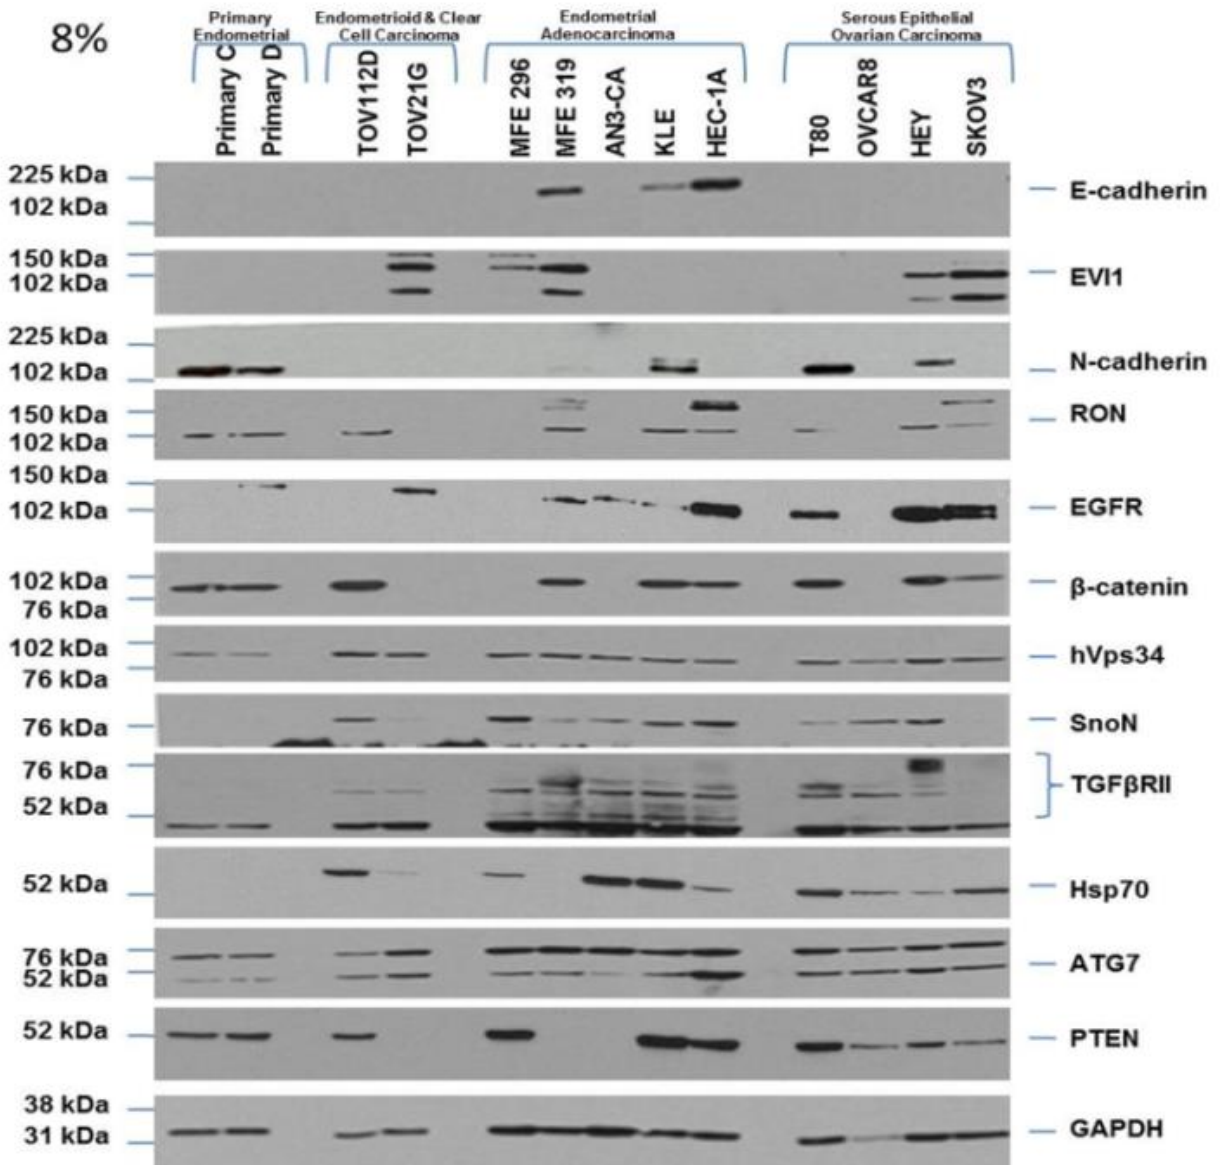 8%
Primary
Endometrial
Endometrioid & Clear
Cell Carcinoma
Endometrial
Adenocarcinoma
Serous Epithelial
Ovarian Carcinoma
Primary C
Primary D
TOV112D
TOV21G
MFE 296
MFE 319
AN3-CA
KLE
HEC-1A
T80
OVCAR8
HEY
SKOV3
225 kDa
102 kDa
E-cadherin
150 kDa
102 kDa
EVI1
225 kDa
102 kDa
N-cadherin
150 kDa
102 kDa
RON
150 kDa
102 kDa
EGFR
102 kDa
76 kDa
β-catenin
102 kDa
76 kDa
hVps34
76 kDa
SnoN
76 kDa
52 kDa
TGFβRII
52 kDa
Hsp70
76 kDa
52 kDa
ATG7
52 kDa
PTEN
38 kDa
31 kDa
GAPDH